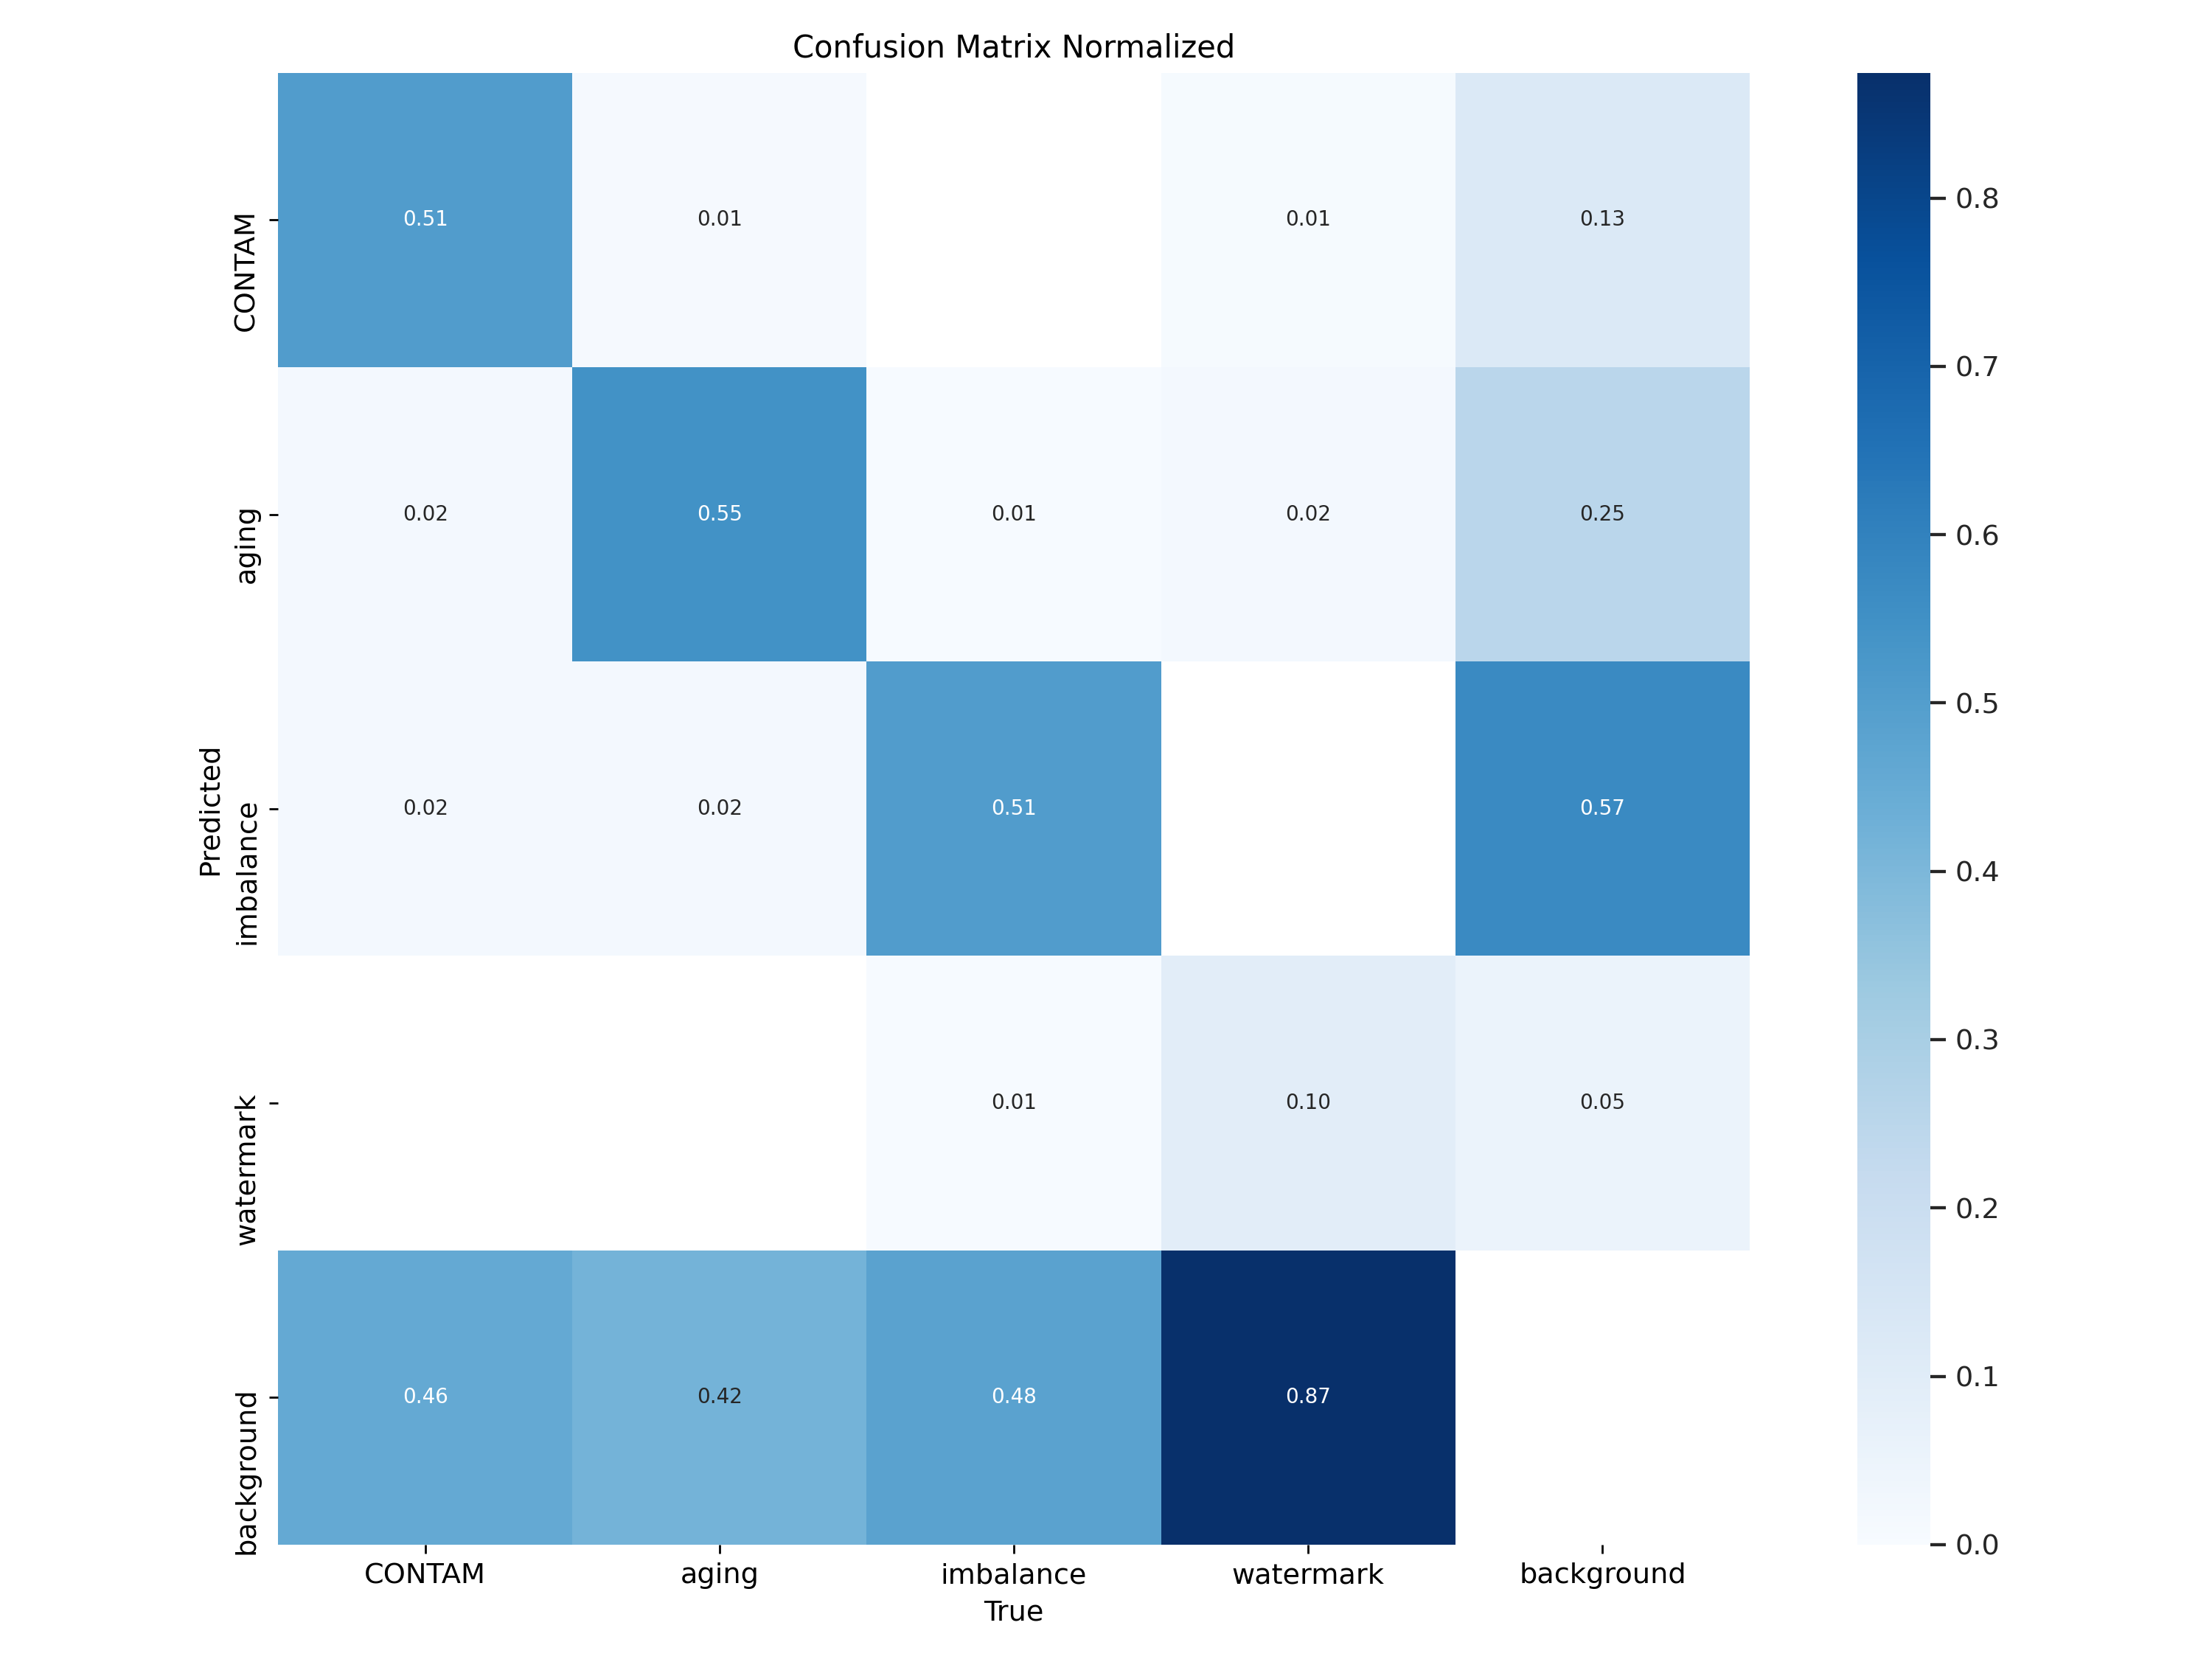 Confusion Matrix Normalized
CONTAM 0.51 0.01 0.01 0.13
aging 0.02 0.55 0.01 0.02 0.25
imbalance 0.02 0.02 0.51 0.57
watermark 0.01 0.10 0.05
background 0.46 0.42 0.48 0.87
Predicted
CONTAM aging imbalance watermark background
True
0.8
0.7
0.6
0.5
0.4
0.3
0.2
0.1
0.0